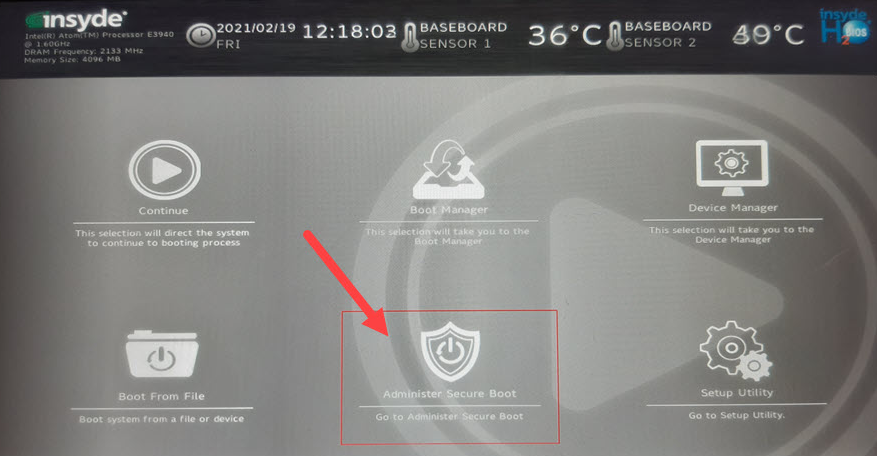 insyde
Intel(R) Atom(TM) Processor E3940
@ 1.60GHz
DRAM Frequency: 2133 MHz
Memory Size: 4096 MB
2021/02/19
FRI
12:18:03
BASEBOARD
SENSOR 1
36°C
BASEBOARD
SENSOR 2
49°C
insyde
H2O
BIOS
Continue
This selection will direct the system
to continue to booting process
Boot Manager
This selection will take you to the
Boot Manager
Device Manager
This selection will take you to the
Device Manager
Boot From File
Boot system from a file or device
Administer Secure Boot
Go to Administer Secure Boot
Setup Utility
Go to Setup Utility.